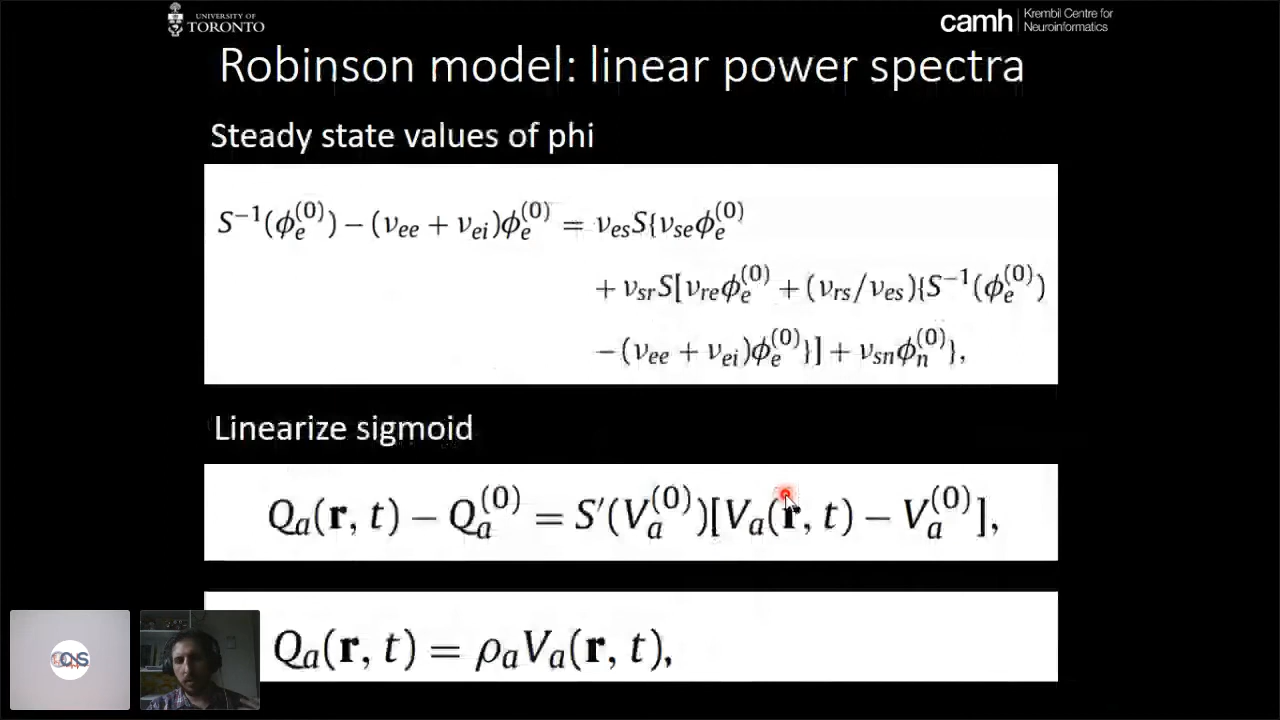 UNIVERSITY OF
TORONTO
camh
Krembil Centre for
Neuroinformatics
Robinson model: linear power spectra
Steady state values of phi
S⁻¹(ϕₑ⁽⁰⁾) − (νₑₑ + νₑᵢ)ϕₑ⁽⁰⁾ = νₑₛS{νₛₑϕₑ⁽⁰⁾
+ νₛᵣS[νᵣₑϕₑ⁽⁰⁾ + (νᵣₛ/νₑₛ){S⁻¹(ϕₑ⁽⁰⁾)
−(νₑₑ + νₑᵢ)ϕₑ⁽⁰⁾}] + νₛₙϕₙ⁽⁰⁾},
Linearize sigmoid
Qₐ(r, t) − Qₐ⁽⁰⁾ = S′(Vₐ⁽⁰⁾)[Vₐ(r, t) − Vₐ⁽⁰⁾],
Qₐ(r, t) = ρₐVₐ(r, t),